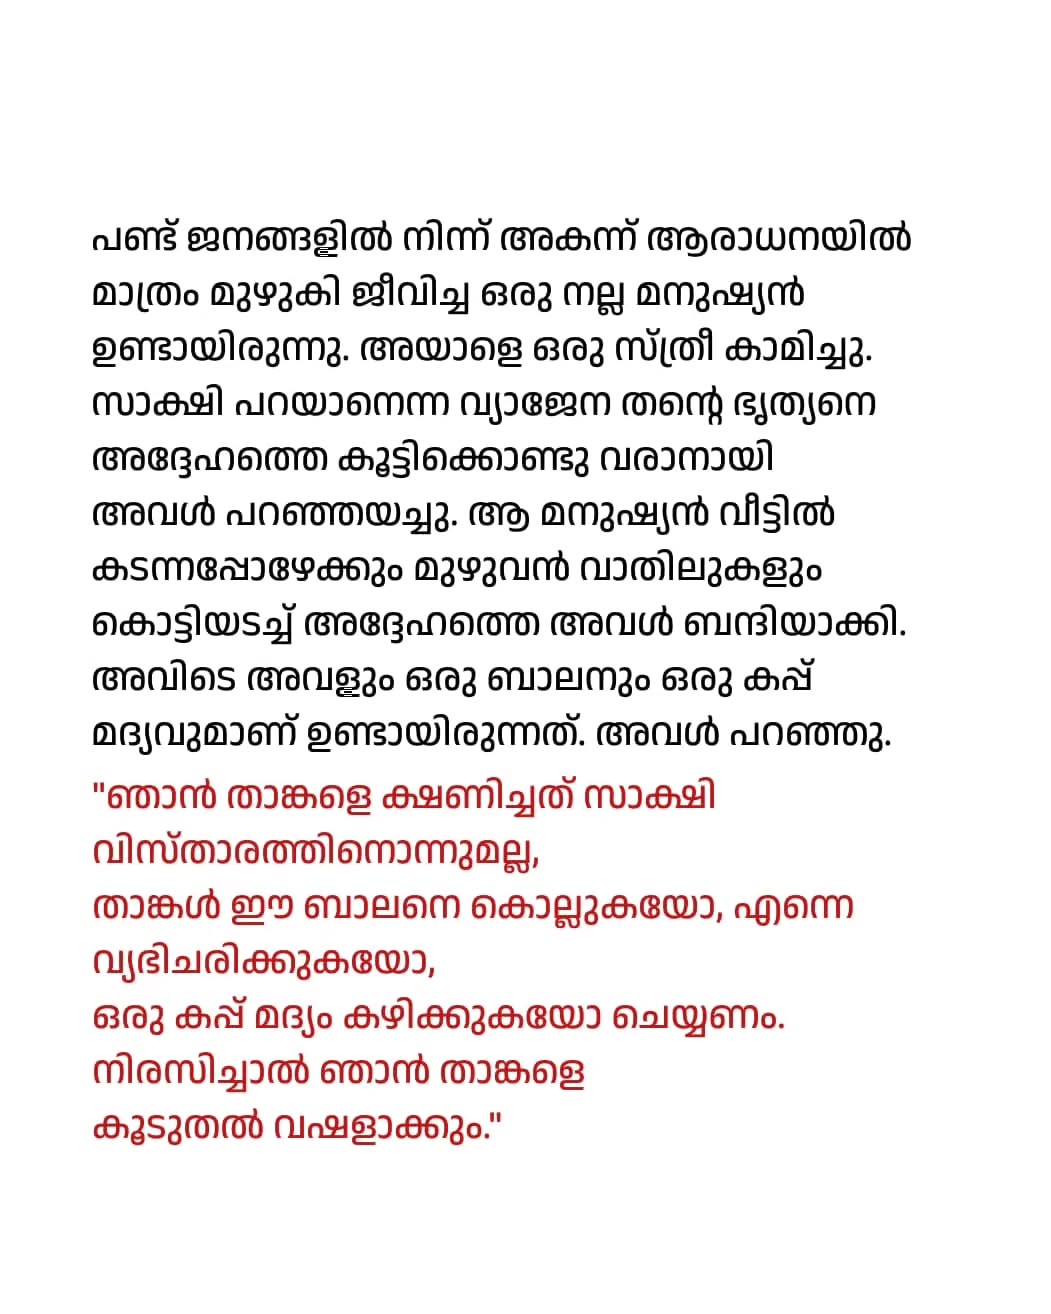 പണ്ട് ജനങ്ങളിൽ നിന്ന് അകന്ന് ആരാധനയിൽ
മാത്രം മുഴുകി ജീവിച്ച ഒരു നല്ല മനുഷ്യൻ
ഉണ്ടായിരുന്നു. അയാളെ ഒരു സ്ത്രീ കാമിച്ചു.
സാക്ഷി പറയാനെന്ന വ്യാജേന തന്റെ ഭൃത്യനെ
അദ്ദേഹത്തെ കൂട്ടിക്കൊണ്ടു വരാനായി
അവൾ പറഞ്ഞയച്ചു. ആ മനുഷ്യൻ വീട്ടിൽ
കടന്നപ്പോഴേക്കും മുഴുവൻ വാതിലുകളും
കൊട്ടിയടച്ച് അദ്ദേഹത്തെ അവൾ ബന്ദിയാക്കി.
അവിടെ അവളും ഒരു ബാലനും ഒരു കപ്പ്
മദ്യവുമാണ് ഉണ്ടായിരുന്നത്. അവൾ പറഞ്ഞു.
"ഞാൻ താങ്കളെ ക്ഷണിച്ചത് സാക്ഷി
വിസ്താരത്തിനൊന്നുമല്ല,
താങ്കൾ ഈ ബാലനെ കൊല്ലുകയോ, എന്നെ
വ്യഭിചരിക്കുകയോ,
ഒരു കപ്പ് മദ്യം കഴിക്കുകയോ ചെയ്യണം.
നിരസിച്ചാൽ ഞാൻ താങ്കളെ
കൂടുതൽ വഷളാക്കും."